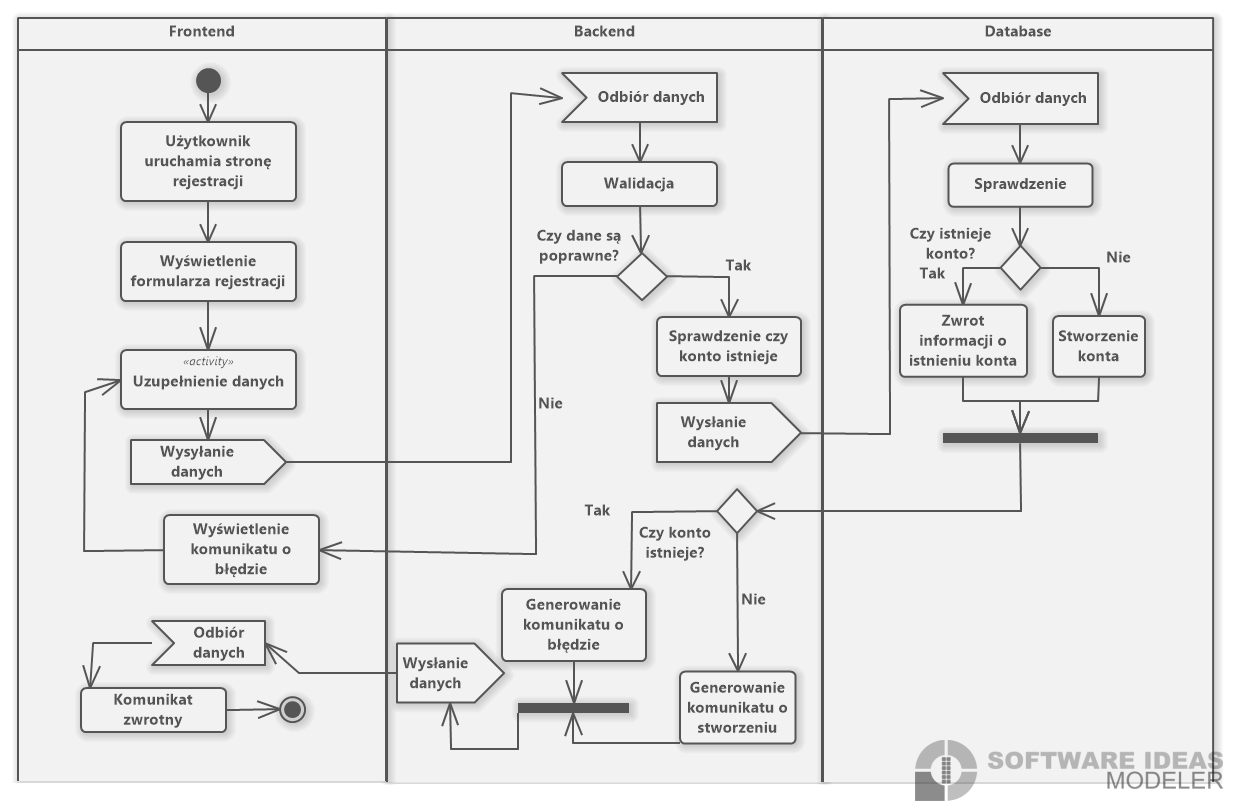 Frontend
Backend
Database
Użytkownik
uruchamia stronę
rejestracji
Wyświetlenie
formularza rejestracji
«activity»
Uzupełnienie danych
Wysyłanie
danych
Wyświetlenie
komunikatu o
błędzie
Odbiór
danych
Komunikat
zwrotny
Odbiór danych
Walidacja
Czy dane są
poprawne?
Tak
Nie
Sprawdzenie czy
konto istnieje
Wysłanie
danych
Tak
Czy konto
istnieje?
Nie
Generowanie
komunikatu o
błędzie
Wysłanie
danych
Generowanie
komunikatu o
stworzeniu
Odbiór danych
Sprawdzenie
Czy istnieje
konto?
Tak
Nie
Zwrot
informacji o
istnieniu konta
Stworzenie
konta
SOFTWARE IDEAS
MODELER